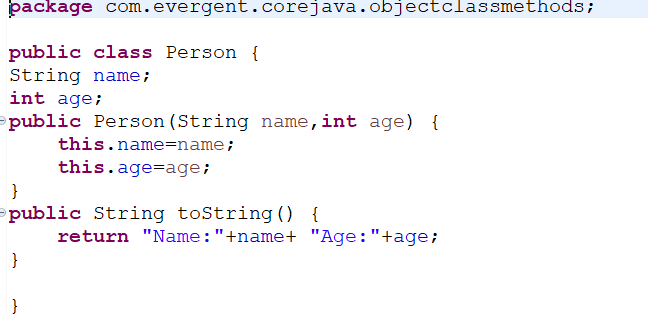 package com.evergent.corejava.objectclassmethods;
public class Person {
String name;
int age;
public Person(String name,int age) {
    this.name=name;
    this.age=age;
}
public String toString() {
    return "Name:"+name+ "Age:"+age;
}
}